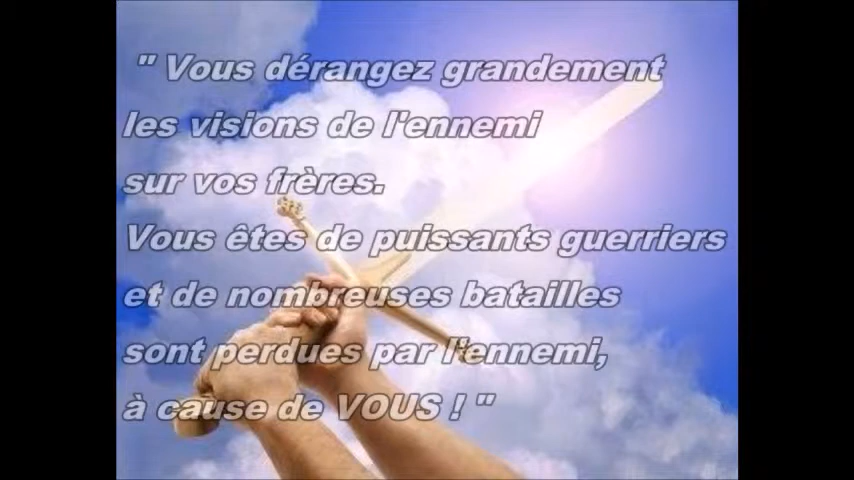 " Vous dérangez grandement
les visions de l'ennemi
sur vos frères.
Vous êtes de puissants guerriers
et de nombreuses batailles
sont perdues par l'ennemi,
à cause de VOUS ! "